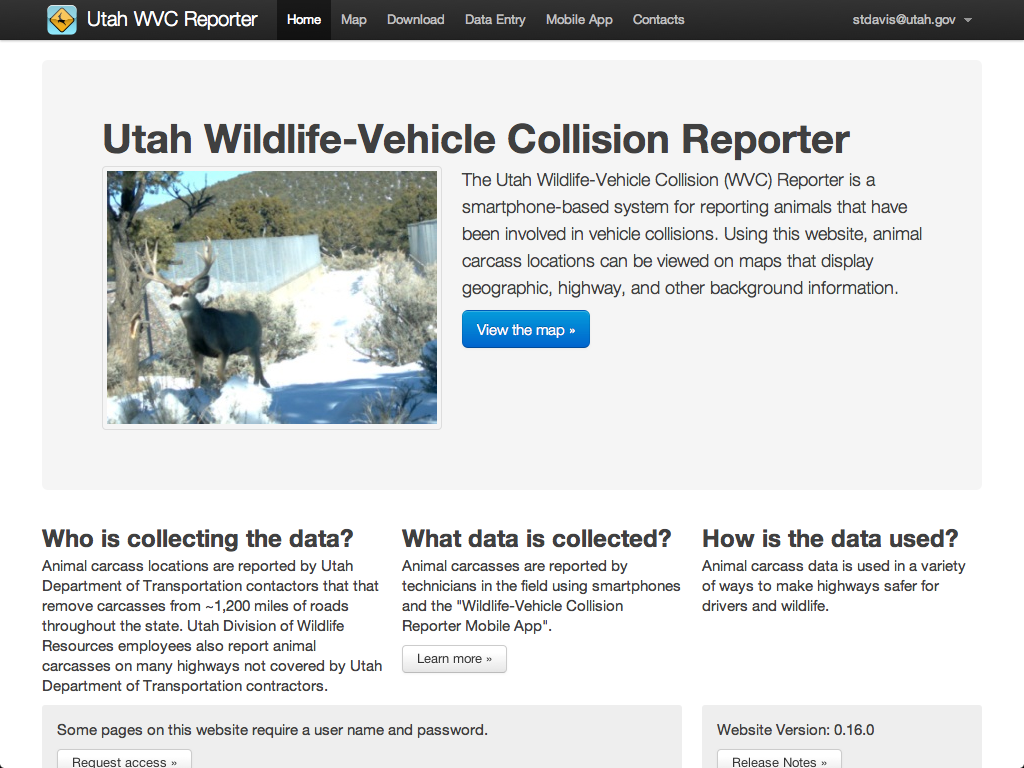 Utah WVC Reporter
Home Map Download Data Entry Mobile App Contacts
stdavis@utah.gov
Utah Wildlife-Vehicle Collision Reporter
The Utah Wildlife-Vehicle Collision (WVC) Reporter is a
smartphone-based system for reporting animals that have
been involved in vehicle collisions. Using this website, animal
carcass locations can be viewed on maps that display
geographic, highway, and other background information.
View the map »
Who is collecting the data?
Animal carcass locations are reported by Utah
Department of Transportation contactors that that
remove carcasses from ~1,200 miles of roads
throughout the state. Utah Division of Wildlife
Resources employees also report animal
carcasses on many highways not covered by Utah
Department of Transportation contractors.
What data is collected?
Animal carcasses are reported by
technicians in the field using smartphones
and the "Wildlife-Vehicle Collision
Reporter Mobile App".
Learn more »
How is the data used?
Animal carcass data is used in a variety
of ways to make highways safer for
drivers and wildlife.
Some pages on this website require a user name and password.
Request access »
Website Version: 0.16.0
Release Notes »